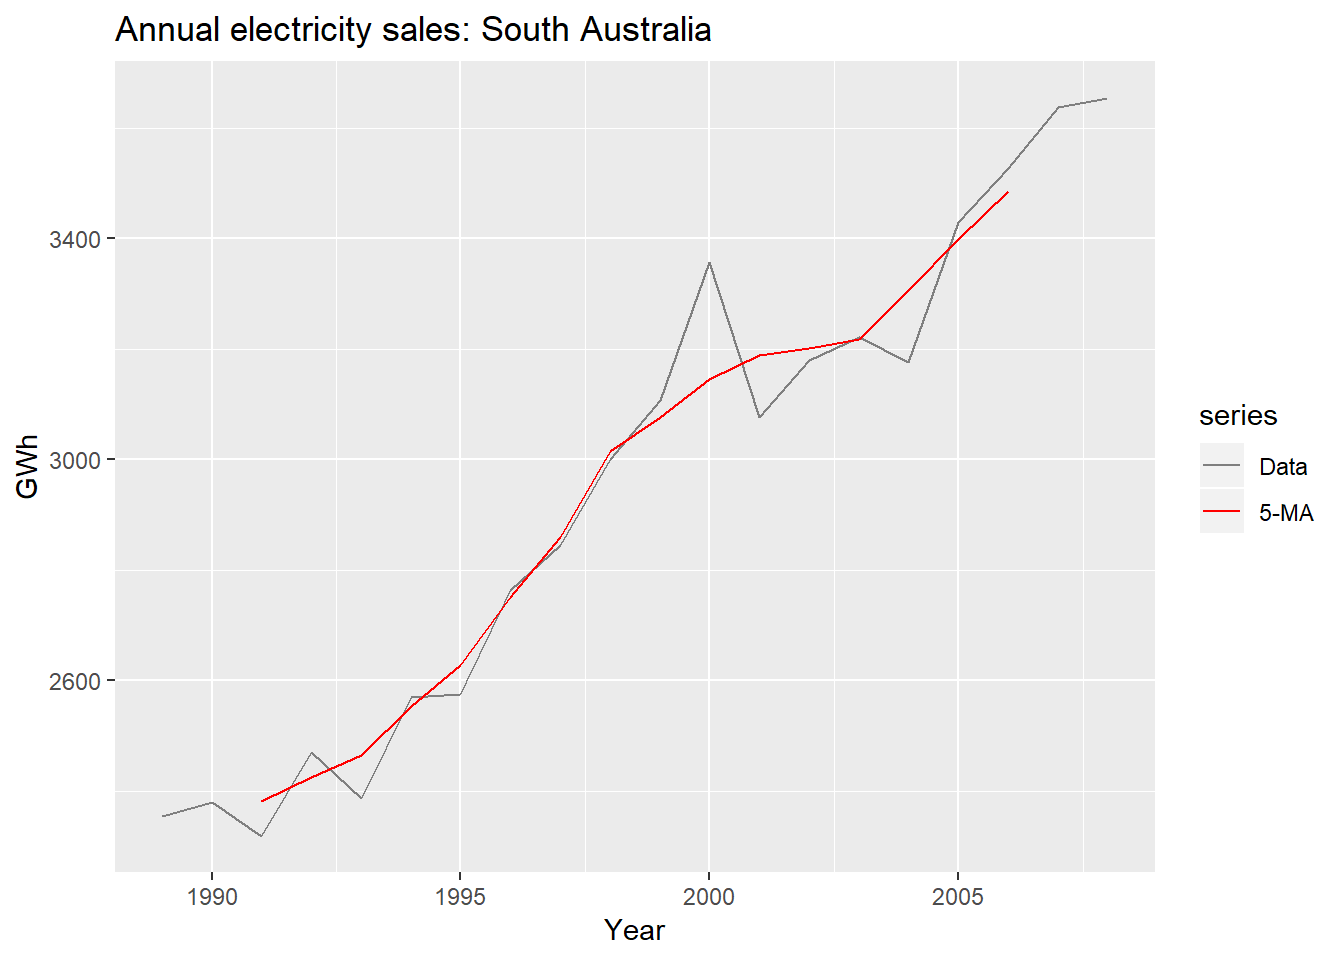 Annual electricity sales: South Australia
GWh
3400
3000
2600
1990 1995 2000 2005
Year
series
Data
5-MA